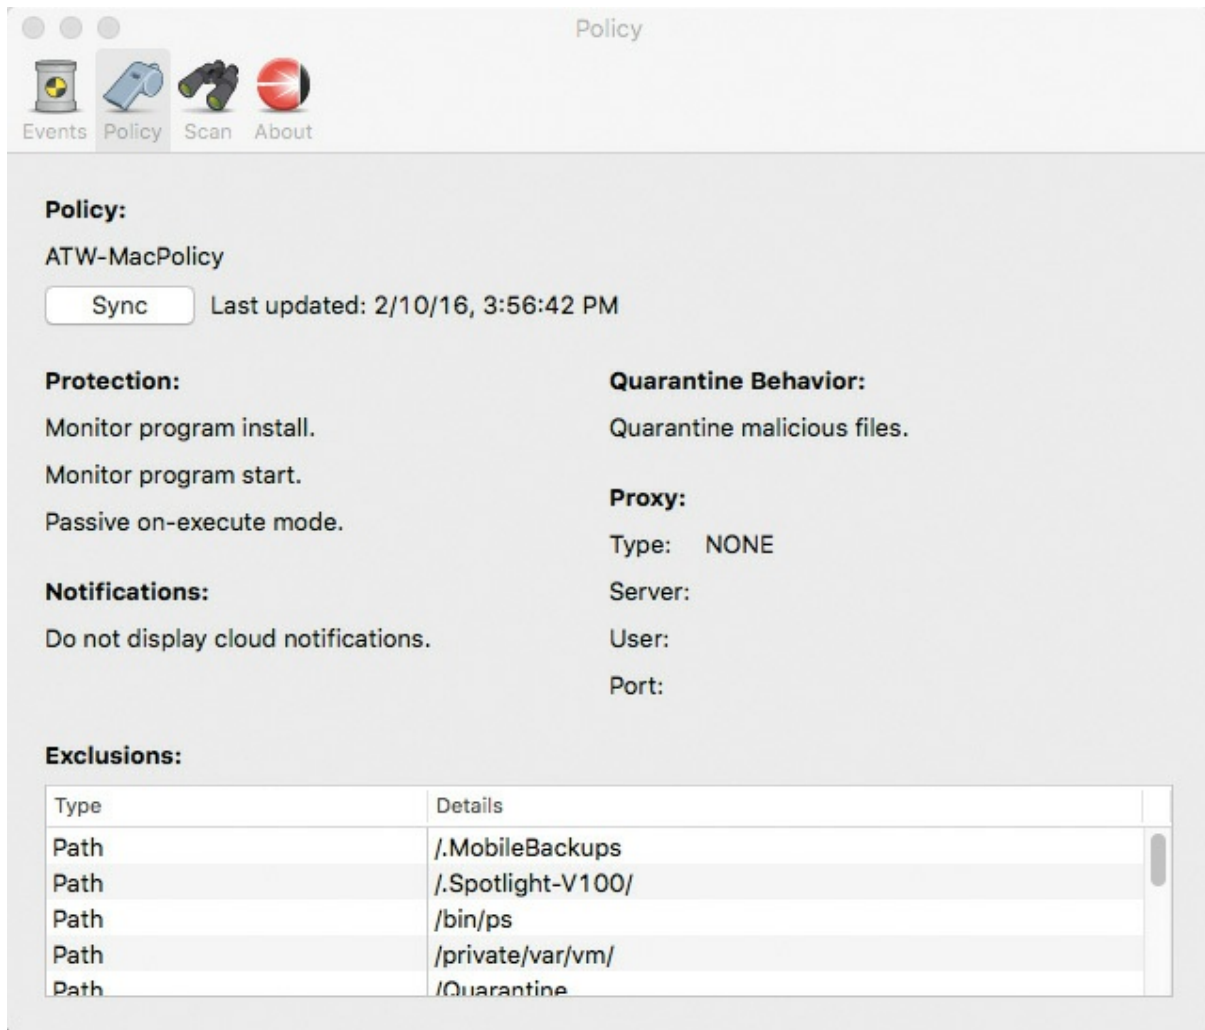 Policy
Events Policy Scan About
Policy:
ATW-MacPolicy
Sync Last updated: 2/10/16, 3:56:42 PM
Protection:
Monitor program install.
Monitor program start.
Passive on-execute mode.
Notifications:
Do not display cloud notifications.
Quarantine Behavior:
Quarantine malicious files.
Proxy:
Type: NONE
Server:
User:
Port:
Exclusions:
Type Details
Path /.MobileBackups
Path /.Spotlight-V100/
Path /bin/ps
Path /private/var/vm/
Path /Quarantine